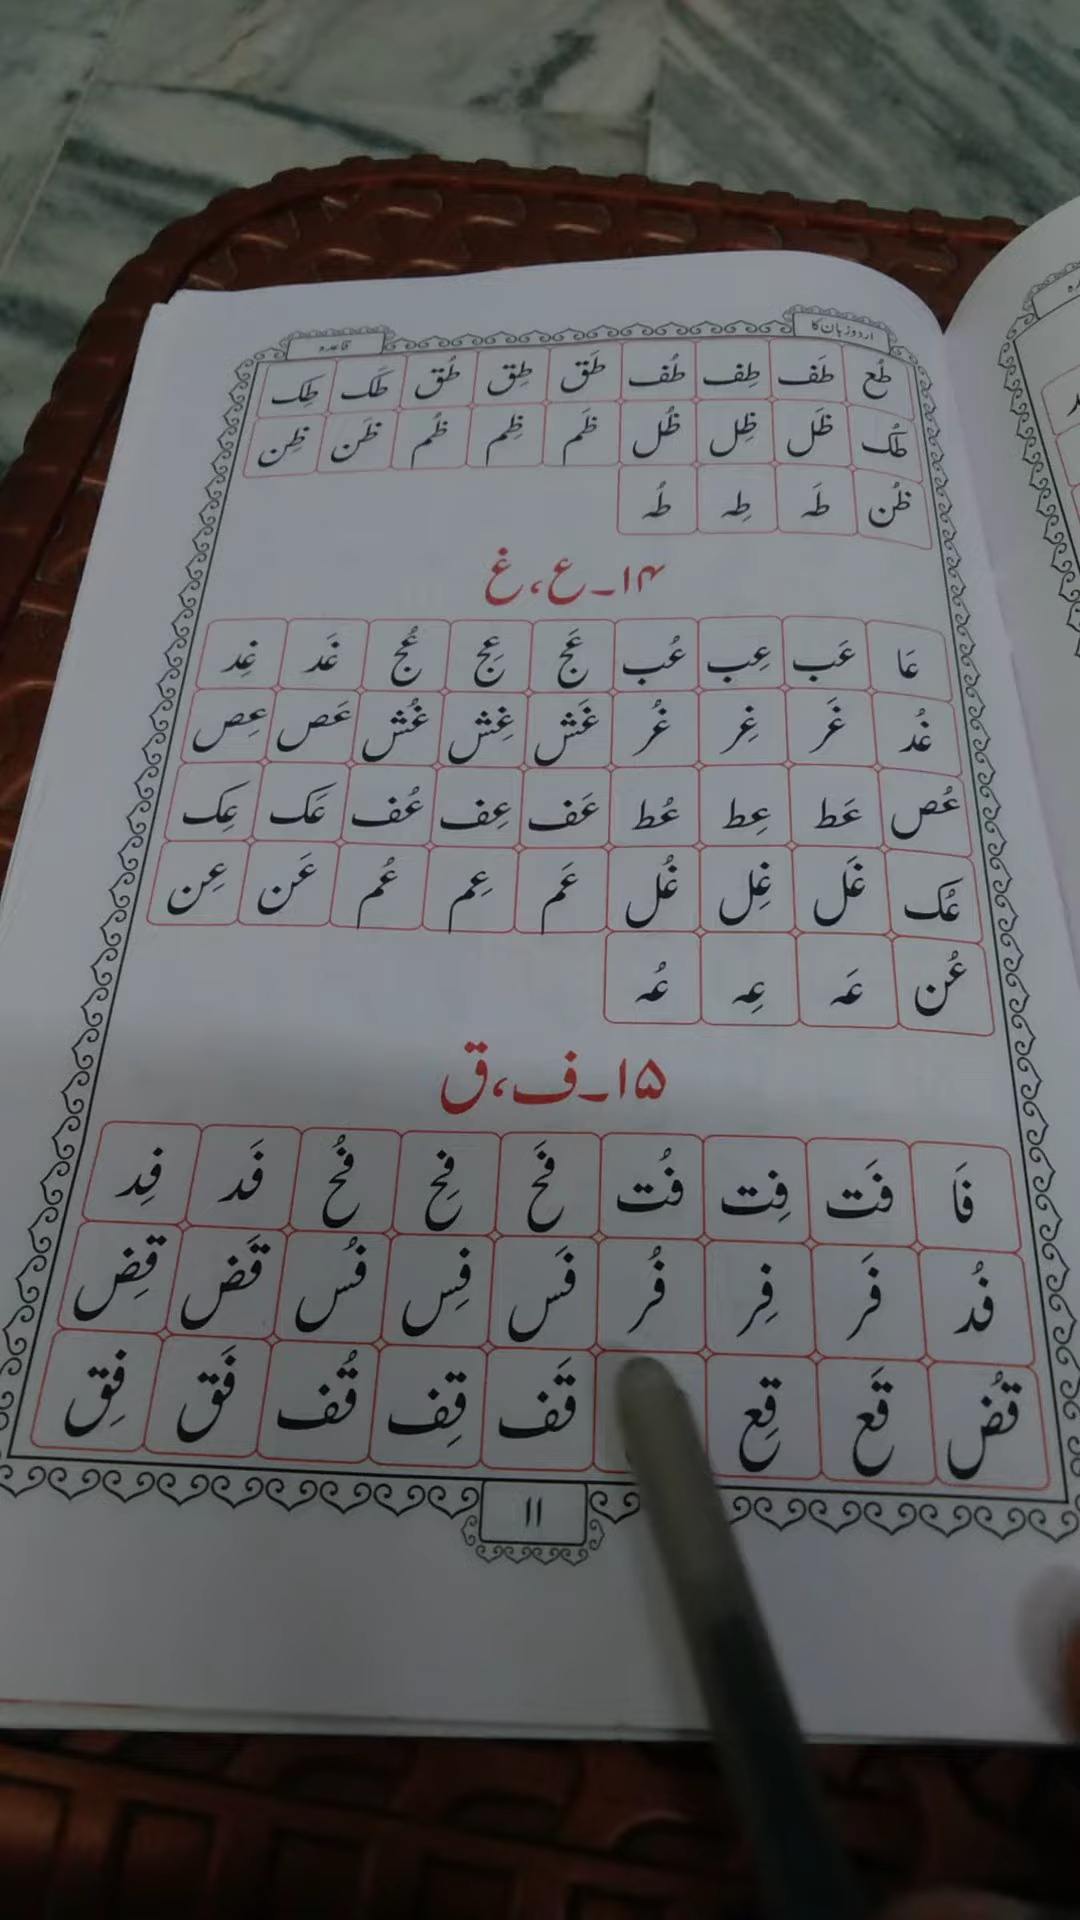 اردو زبان کا قاعدہ
طُع طَف طِف طُف طَق طِق طُق طَک طِک
طُک ظَل ظِل ظُل ظَم ظِم ظُم ظَن ظِن
ظُن طَہ طِہ طُہ
۱۴۔ع،غ
عَا عَب عِب عُب عَج عِج عُج غَد غِد
غُد غَر غِر غُر غَش غِش غُش عَص عِص
عُص عَط عِط عُط عَف عِف عُف عَک عِک
عُک غَل غِل غُل عَم عِم عُم عَن عِن
عُن عَہ عِہ عُہ
۱۵۔ف،ق
فَا فَت فِت فُت فَح فِح فُح فَد فِد
فُد فَر فِر فُر فَس فِس فُس قَض قِض
قُض قَع قِع قَف قِف قُف فَق فِق
۱۱